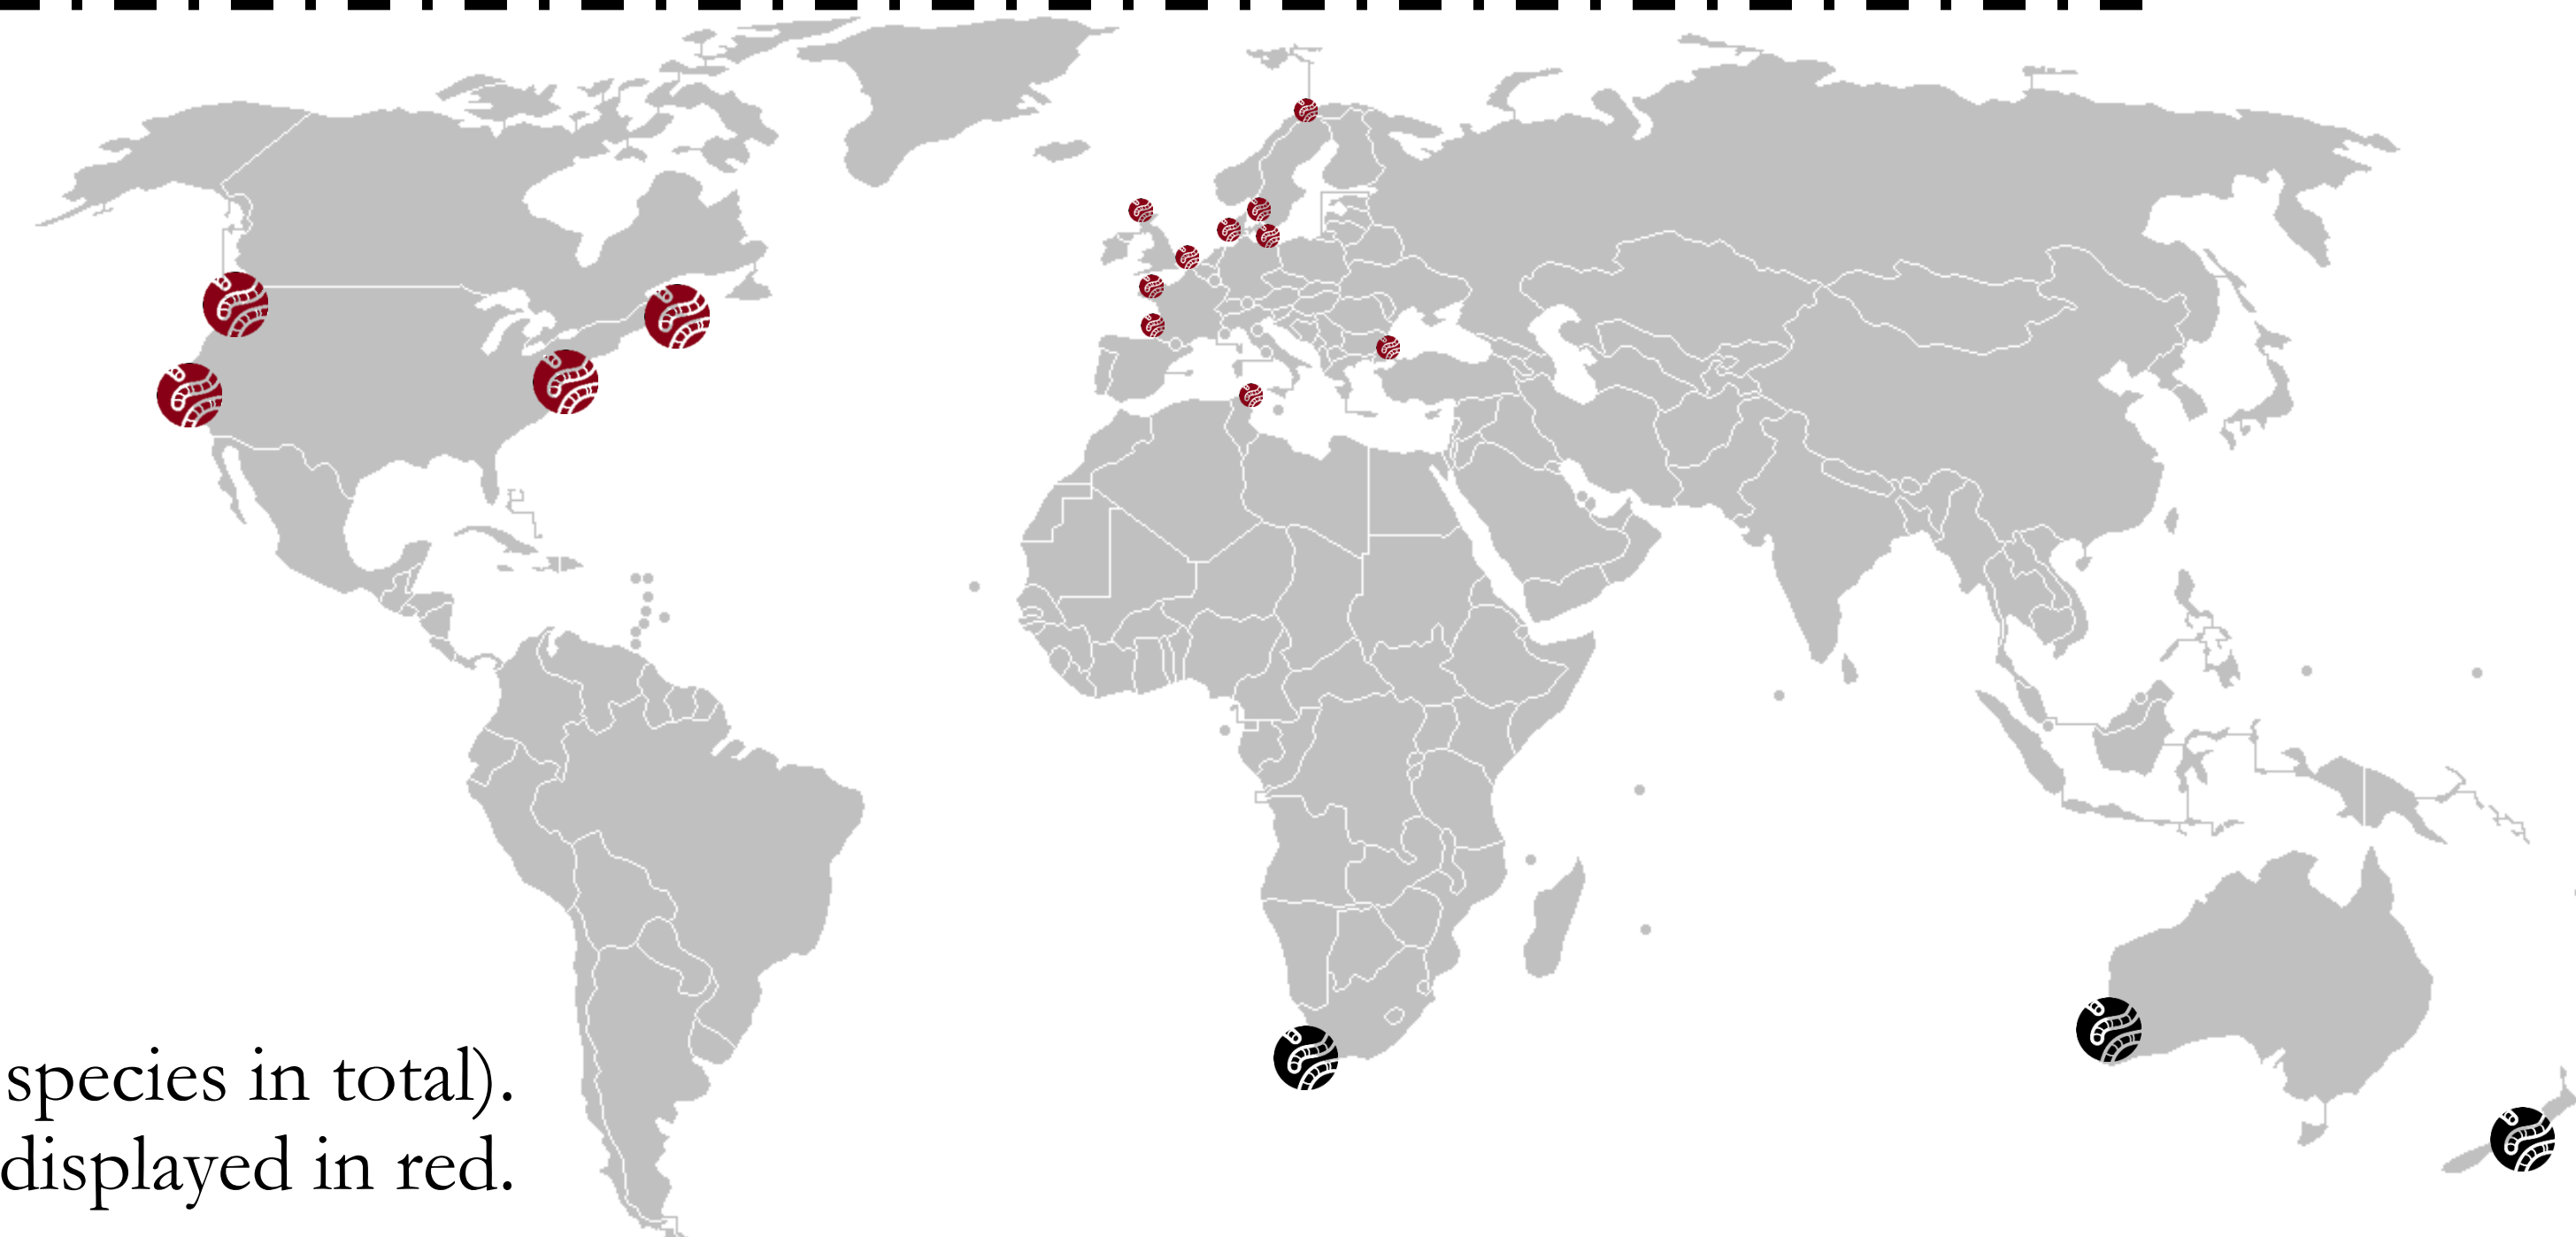 species in total).
displayed in red.